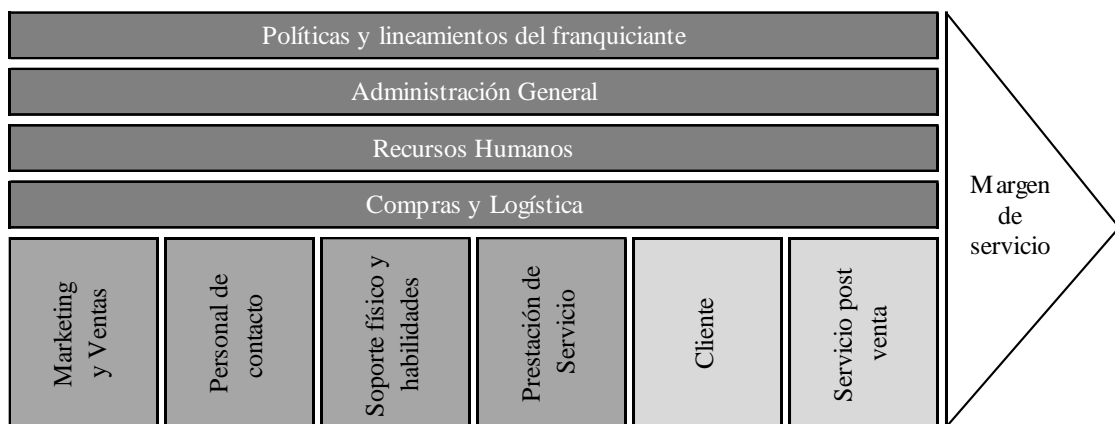 Políticas y lineamientos del franquiciante
Administración General
Recursos Humanos
Compras y Logística
Margen
de
servicio
Marketing
y Ventas
Personal de
contacto
Soporte físico y
habilidades
Prestación de
Servicio
Cliente
Servicio post
venta